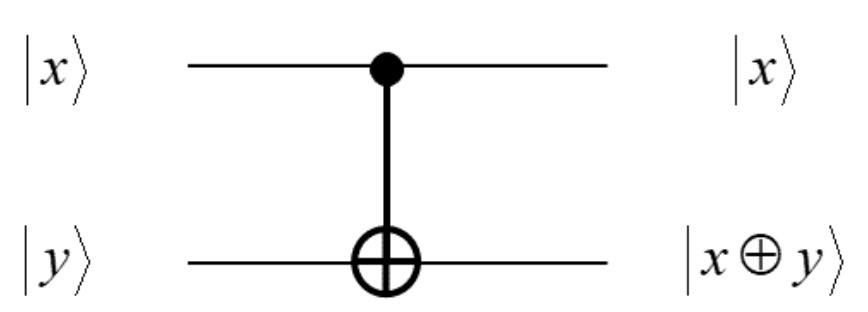 |x⟩ |x⟩
|y⟩ |x ⊕ y⟩